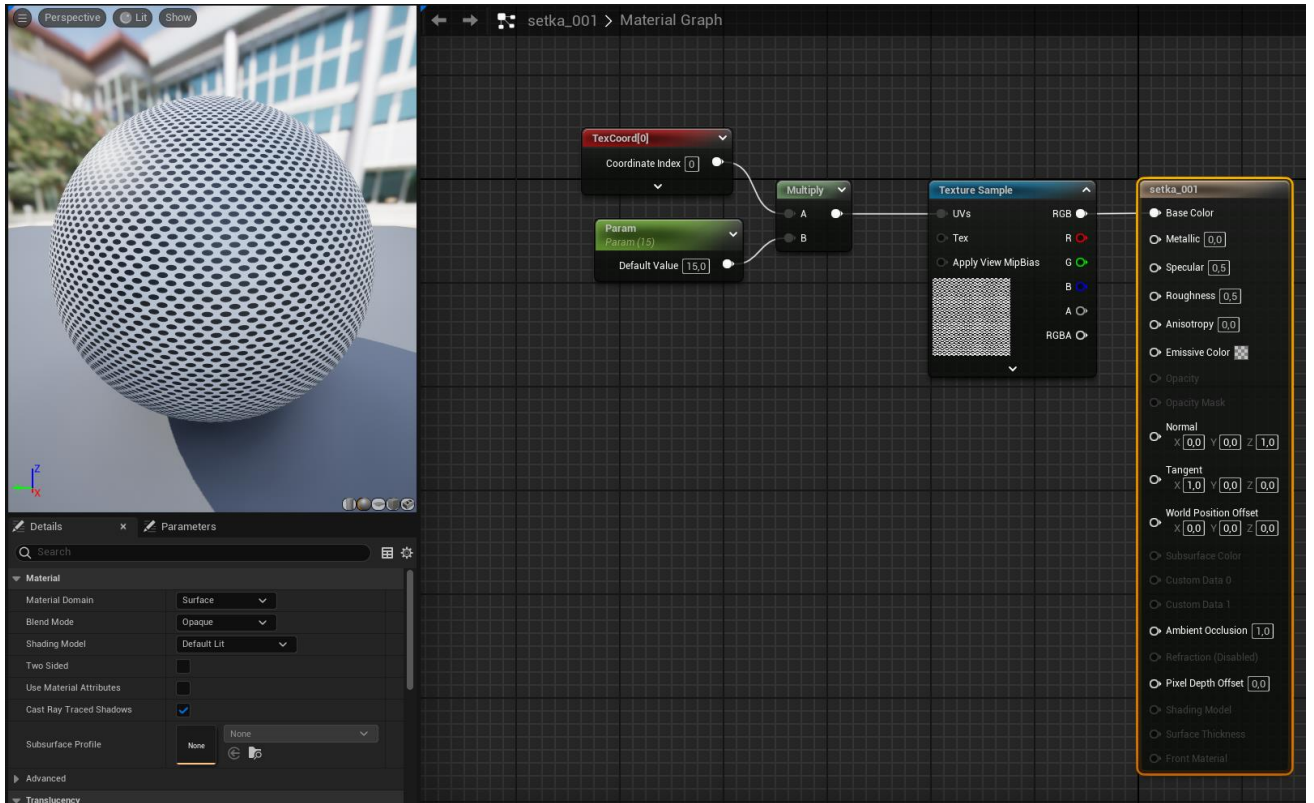 Perspective Lit Show
setka_001 > Material Graph
TexCoord[0]
Coordinate Index 0
Param
Param (15)
Default Value 15,0
Multiply
A
B
Texture Sample
UVs RGB
Tex R
Apply View MipBias G
B
A
RGBA
setka_001
Base Color
Metallic 0,0
Specular 0,5
Roughness 0,5
Anisotropy 0,0
Emissive Color
Opacity
Opacity Mask
Normal
X 0,0 Y 0,0 Z 1,0
Tangent
X 1,0 Y 0,0 Z 0,0
World Position Offset
X 0,0 Y 0,0 Z 0,0
Subsurface Color
Custom Data 0
Custom Data 1
Ambient Occlusion 1,0
Refraction (Disabled)
Pixel Depth Offset 0,0
Shading Model
Surface Thickness
Front Material
Z
X
Details x Parameters
Search
Material
Material Domain Surface
Blend Mode Opaque
Shading Model Default Lit
Two Sided
Use Material Attributes
Cast Ray Traced Shadows
Subsurface Profile None None
Advanced
Translucency